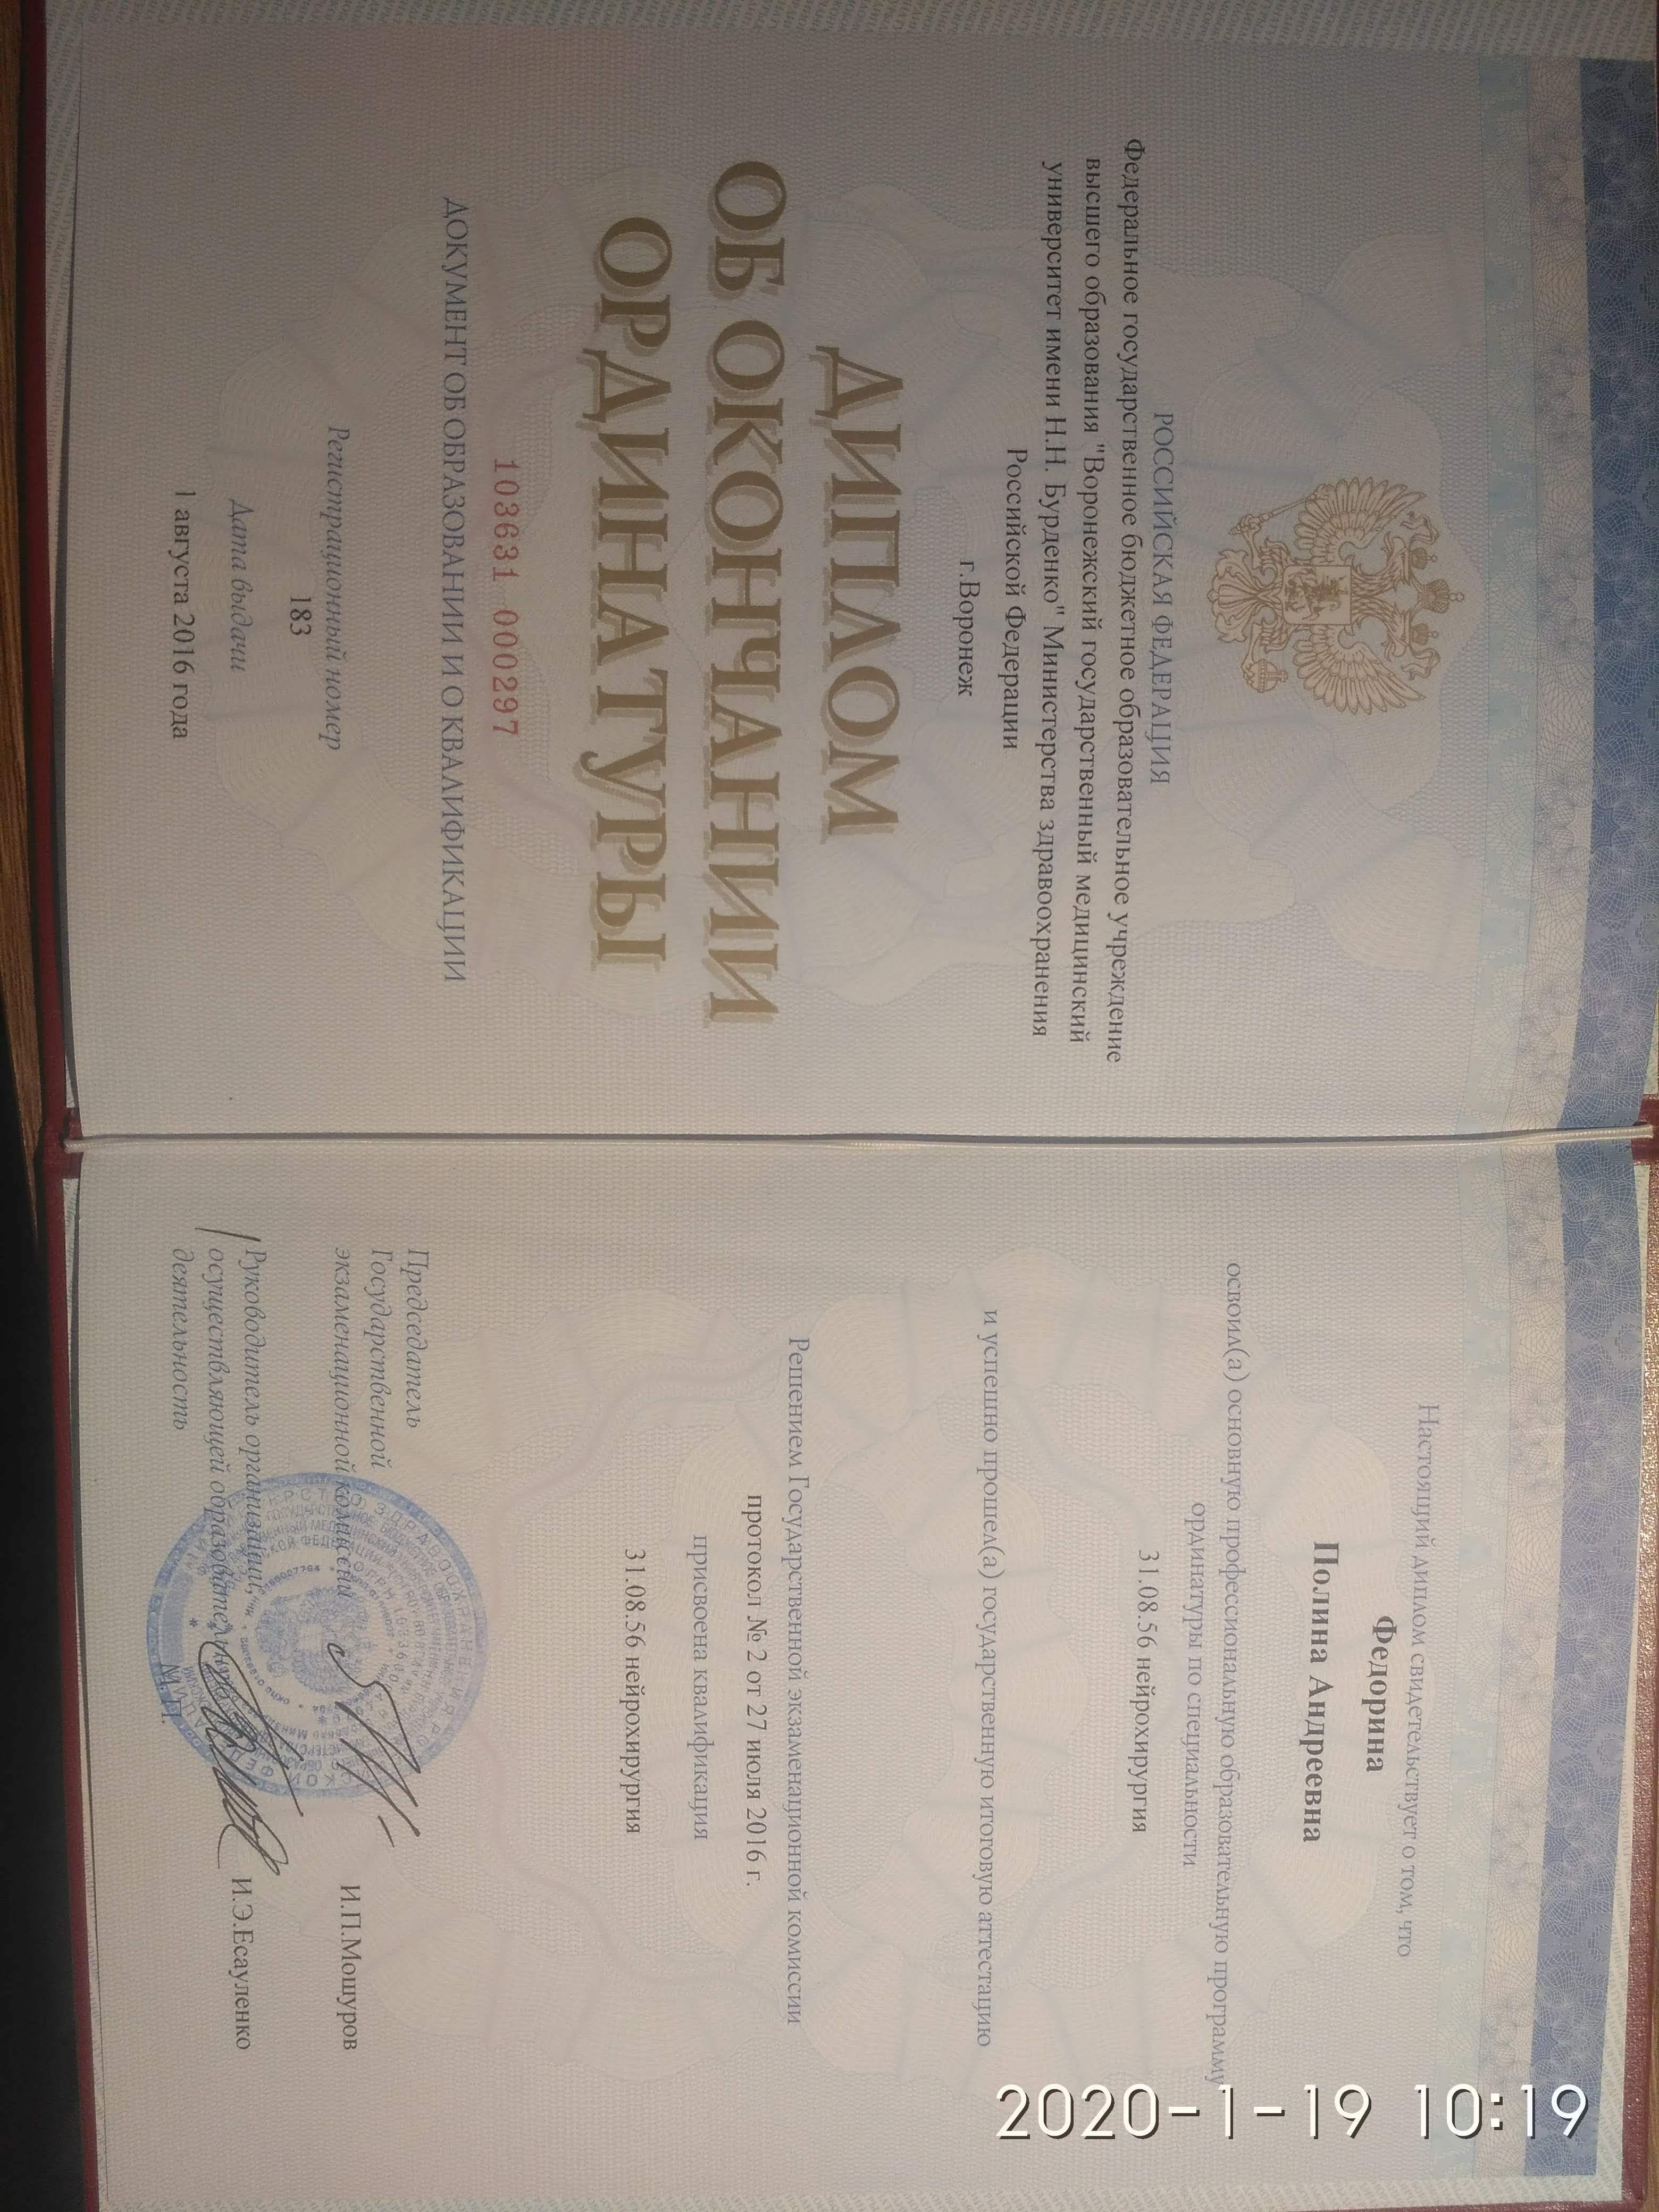 РОССИЙСКАЯ ФЕДЕРАЦИЯ
Федеральное государственное бюджетное образовательное учреждение
высшего образования "Воронежский государственный медицинский
университет имени Н.Н. Бурденко" Министерства здравоохранения
Российской Федерации
г.Воронеж
ДИПЛОМ
ОБ ОКОНЧАНИИ
ОРДИНАТУРЫ
103631 000297
ДОКУМЕНТ ОБ ОБРАЗОВАНИИ И О КВАЛИФИКАЦИИ
Регистрационный номер
183
Дата выдачи
1 августа 2016 года
Настоящий диплом свидетельствует о том, что
Федорина
Полина Андреевна
освоил(а) основную профессиональную образовательную программу
ординатуры по специальности
31.08.56 нейрохирургия
и успешно прошел(а) государственную итоговую аттестацию
Решением Государственной экзаменационной комиссии
протокол № 2 от 27 июля 2016 г.
присвоена квалификация
31.08.56 нейрохирургия
Председатель
Государственной
экзаменационной комиссии
И.П.Мошуров
Руководитель организации,
осуществляющей образовательную
деятельность
И.Э.Есауленко
М.П.
2020-1-19 10:19